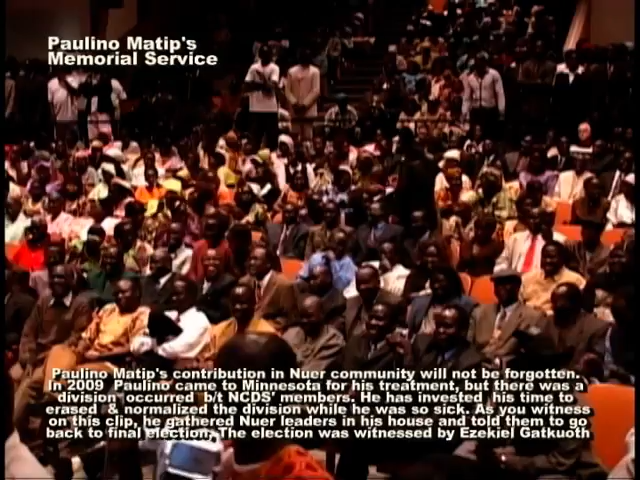 Paulino Matip's
Memorial Service
Paulino Matip's contribution in Nuer community will not be forgotten.
In 2009 Paulino came to Minnesota for his treatment, but there was a
division occurred b/t NCDS' members. He has invested his time to
erased & normalized the division while he was so sick. As you witness
on this clip, he gathered Nuer leaders in his house and told them to go
back to final election. The election was witnessed by Ezekiel Gatkuoth